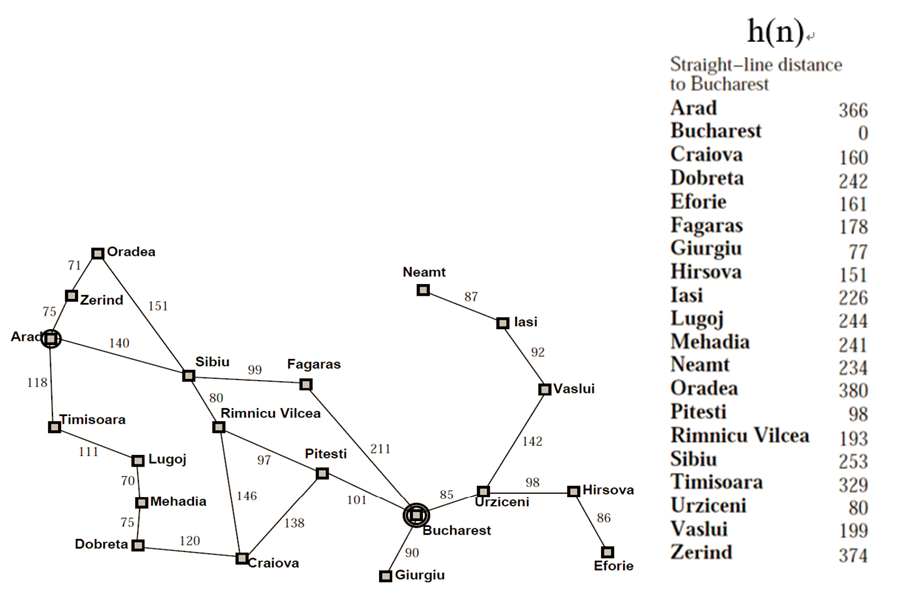 h(n)
Straight–line distance
to Bucharest
Arad 366
Bucharest 0
Craiova 160
Dobreta 242
Eforie 161
Fagaras 178
Giurgiu 77
Hirsova 151
Iasi 226
Lugoj 244
Mehadia 241
Neamt 234
Oradea 380
Pitesti 98
Rimnicu Vilcea 193
Sibiu 253
Timisoara 329
Urziceni 80
Vaslui 199
Zerind 374
Oradea
71
Zerind
75
151
Arad
140
Sibiu
99
Fagaras
118
80
Rimnicu Vilcea
Timisoara
111
Lugoj
70
Mehadia
75
Dobreta
120
Craiova
146
97
Pitesti
138
101
211
Bucharest
90
Giurgiu
85
Urziceni
98
Hirsova
86
Eforie
142
Vaslui
92
Iasi
87
Neamt